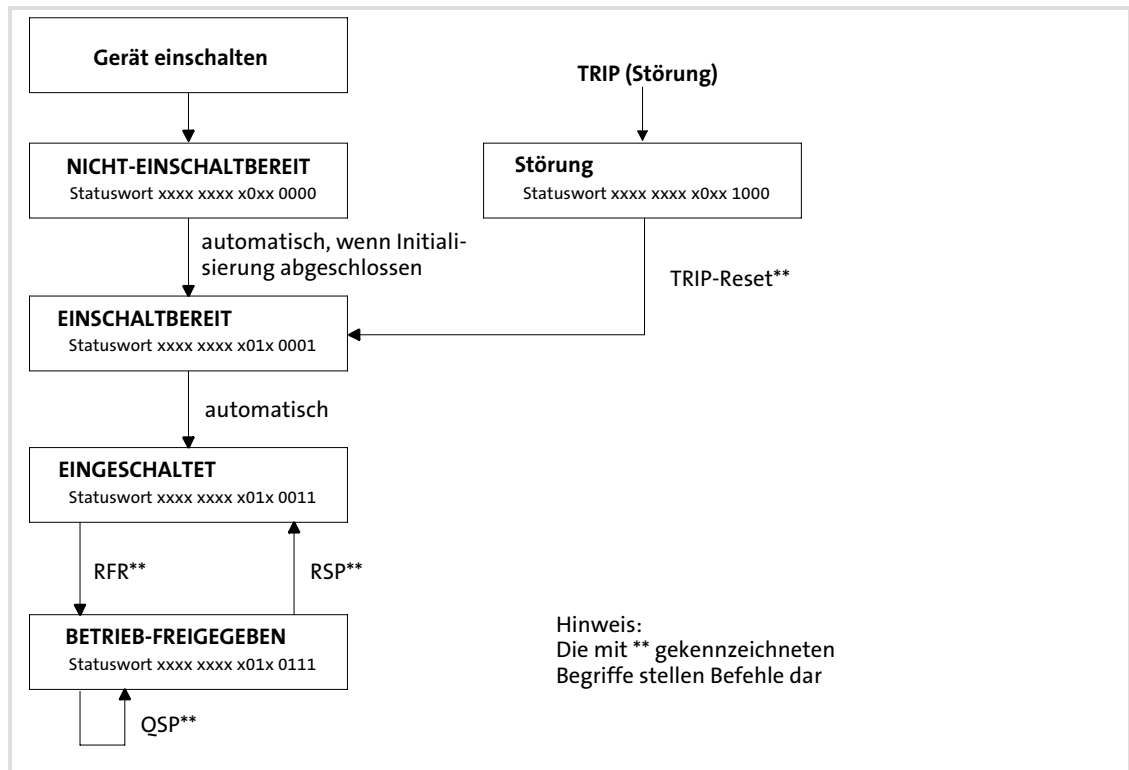 Gerät einschalten
TRIP (Störung)
NICHT-EINSCHALTBEREIT
Statuswort xxxx xxxx x0xx 0000
Störung
Statuswort xxxx xxxx x0xx 1000
automatisch, wenn Initiali-
sierung abgeschlossen
TRIP-Reset**
EINSCHALTBEREIT
Statuswort xxxx xxxx x01x 0001
automatisch
EINGESCHALTET
Statuswort xxxx xxxx x01x 0011
RFR**
RSP**
BETRIEB-FREIGEGEBEN
Statuswort xxxx xxxx x01x 0111
QSP**
Hinweis:
Die mit ** gekennzeichneten
Begriffe stellen Befehle dar